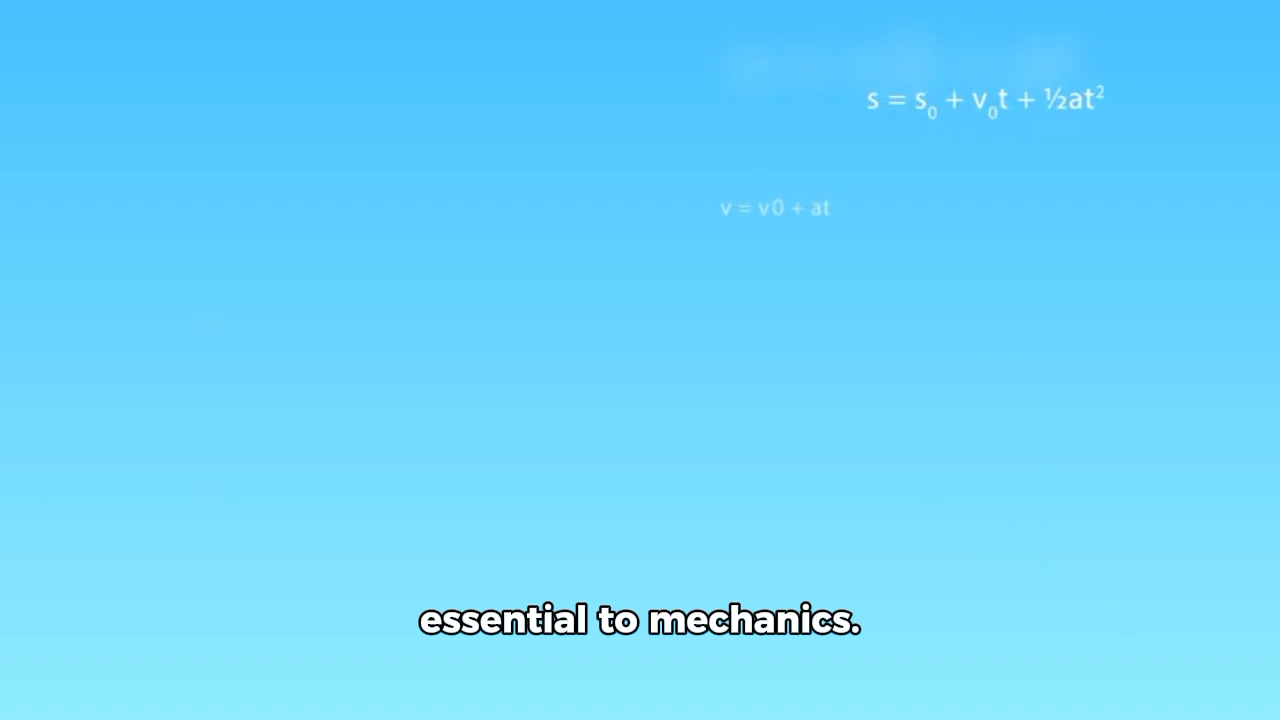 s = s₀ + v₀t + ½at²
v = v0 + at
essential to mechanics.